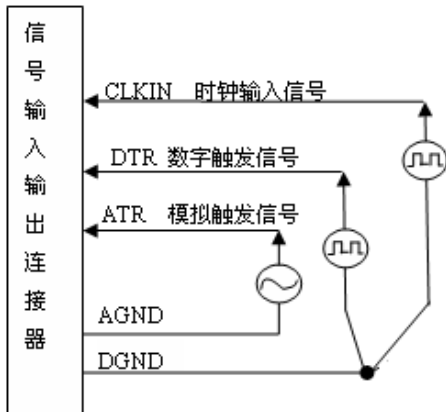 信号输入输出连接器
CLKIN 时钟输入信号
DTR 数字触发信号
ATR 模拟触发信号
AGND
DGND